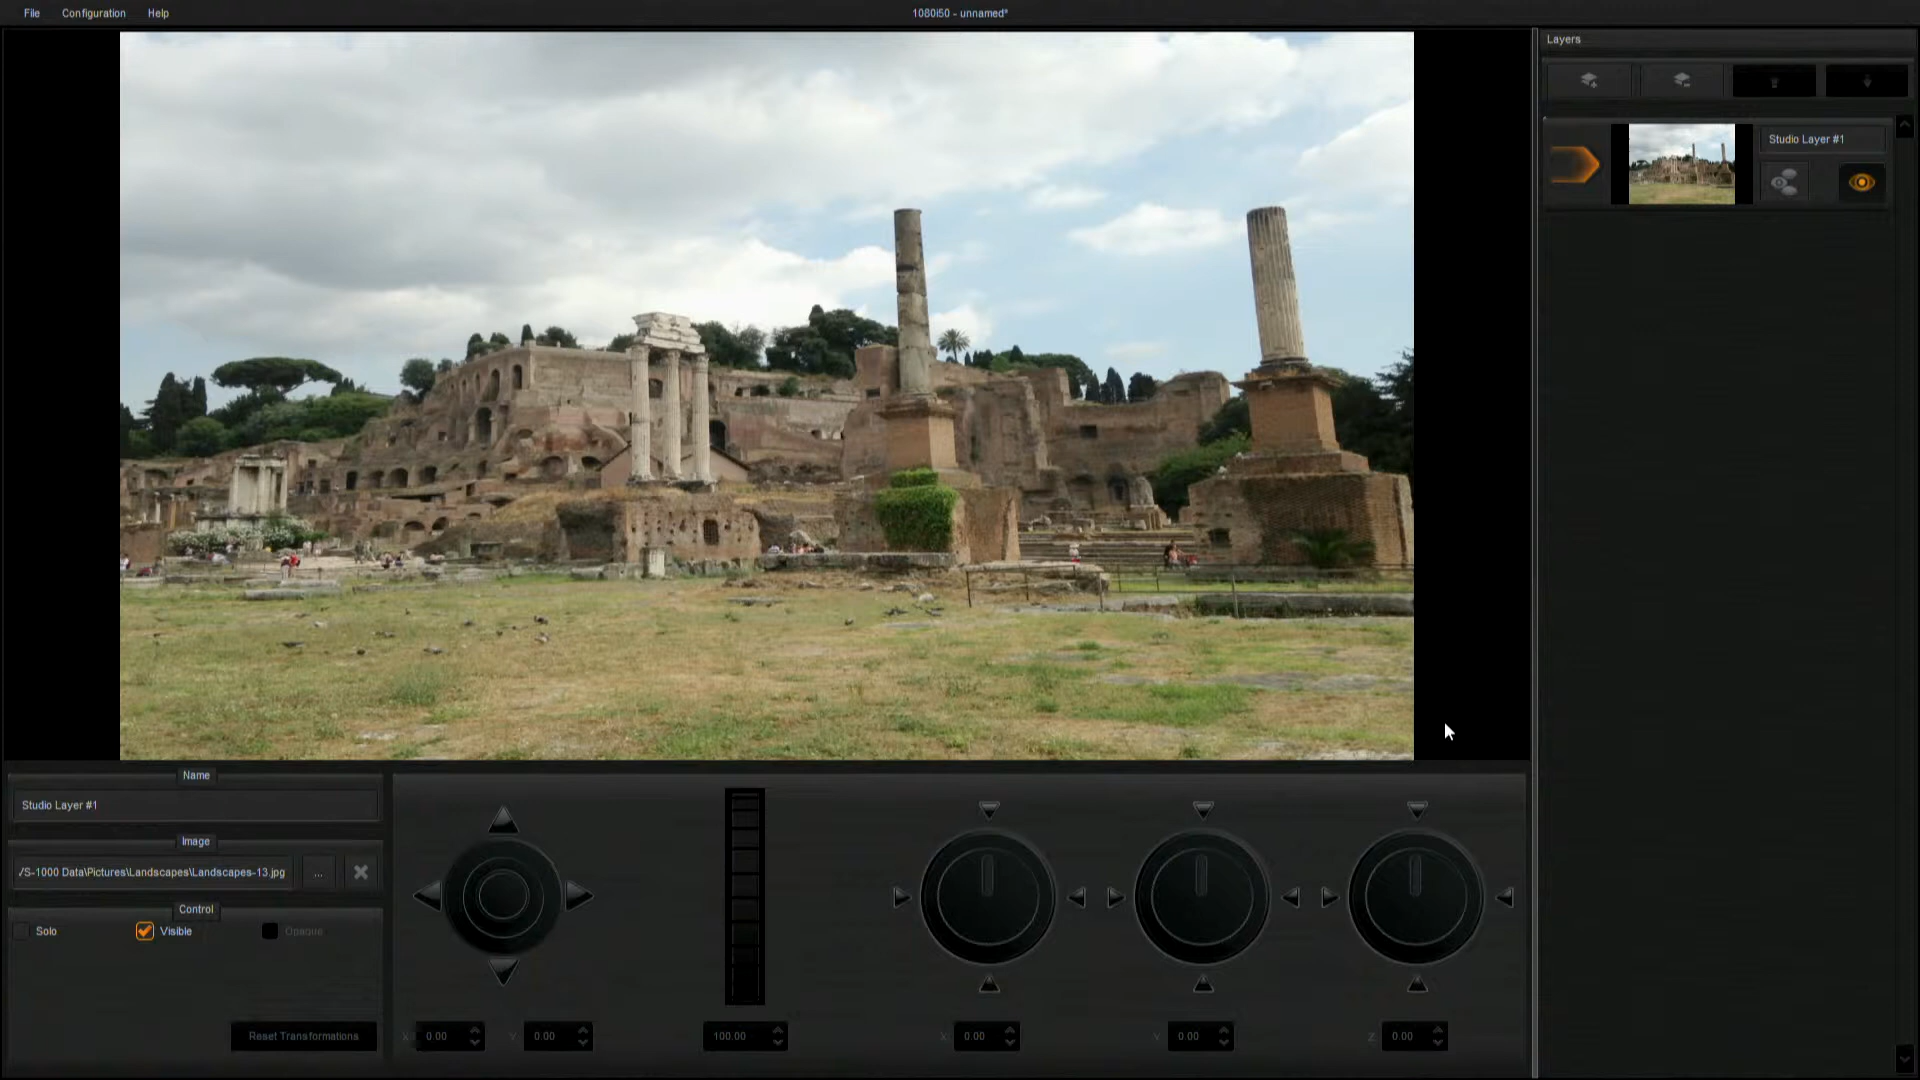 File Configuration Help
1080i50 - unnamed*
Layers
Studio Layer #1
Name
Studio Layer #1
Image
/S-1000 Data\Pictures\Landscapes\Landscapes-13.jpg ...
Control
Solo Visible Opaque
Reset Transformations
X 0.00 Y 0.00 100.00 X 0.00 Y 0.00 Z 0.00